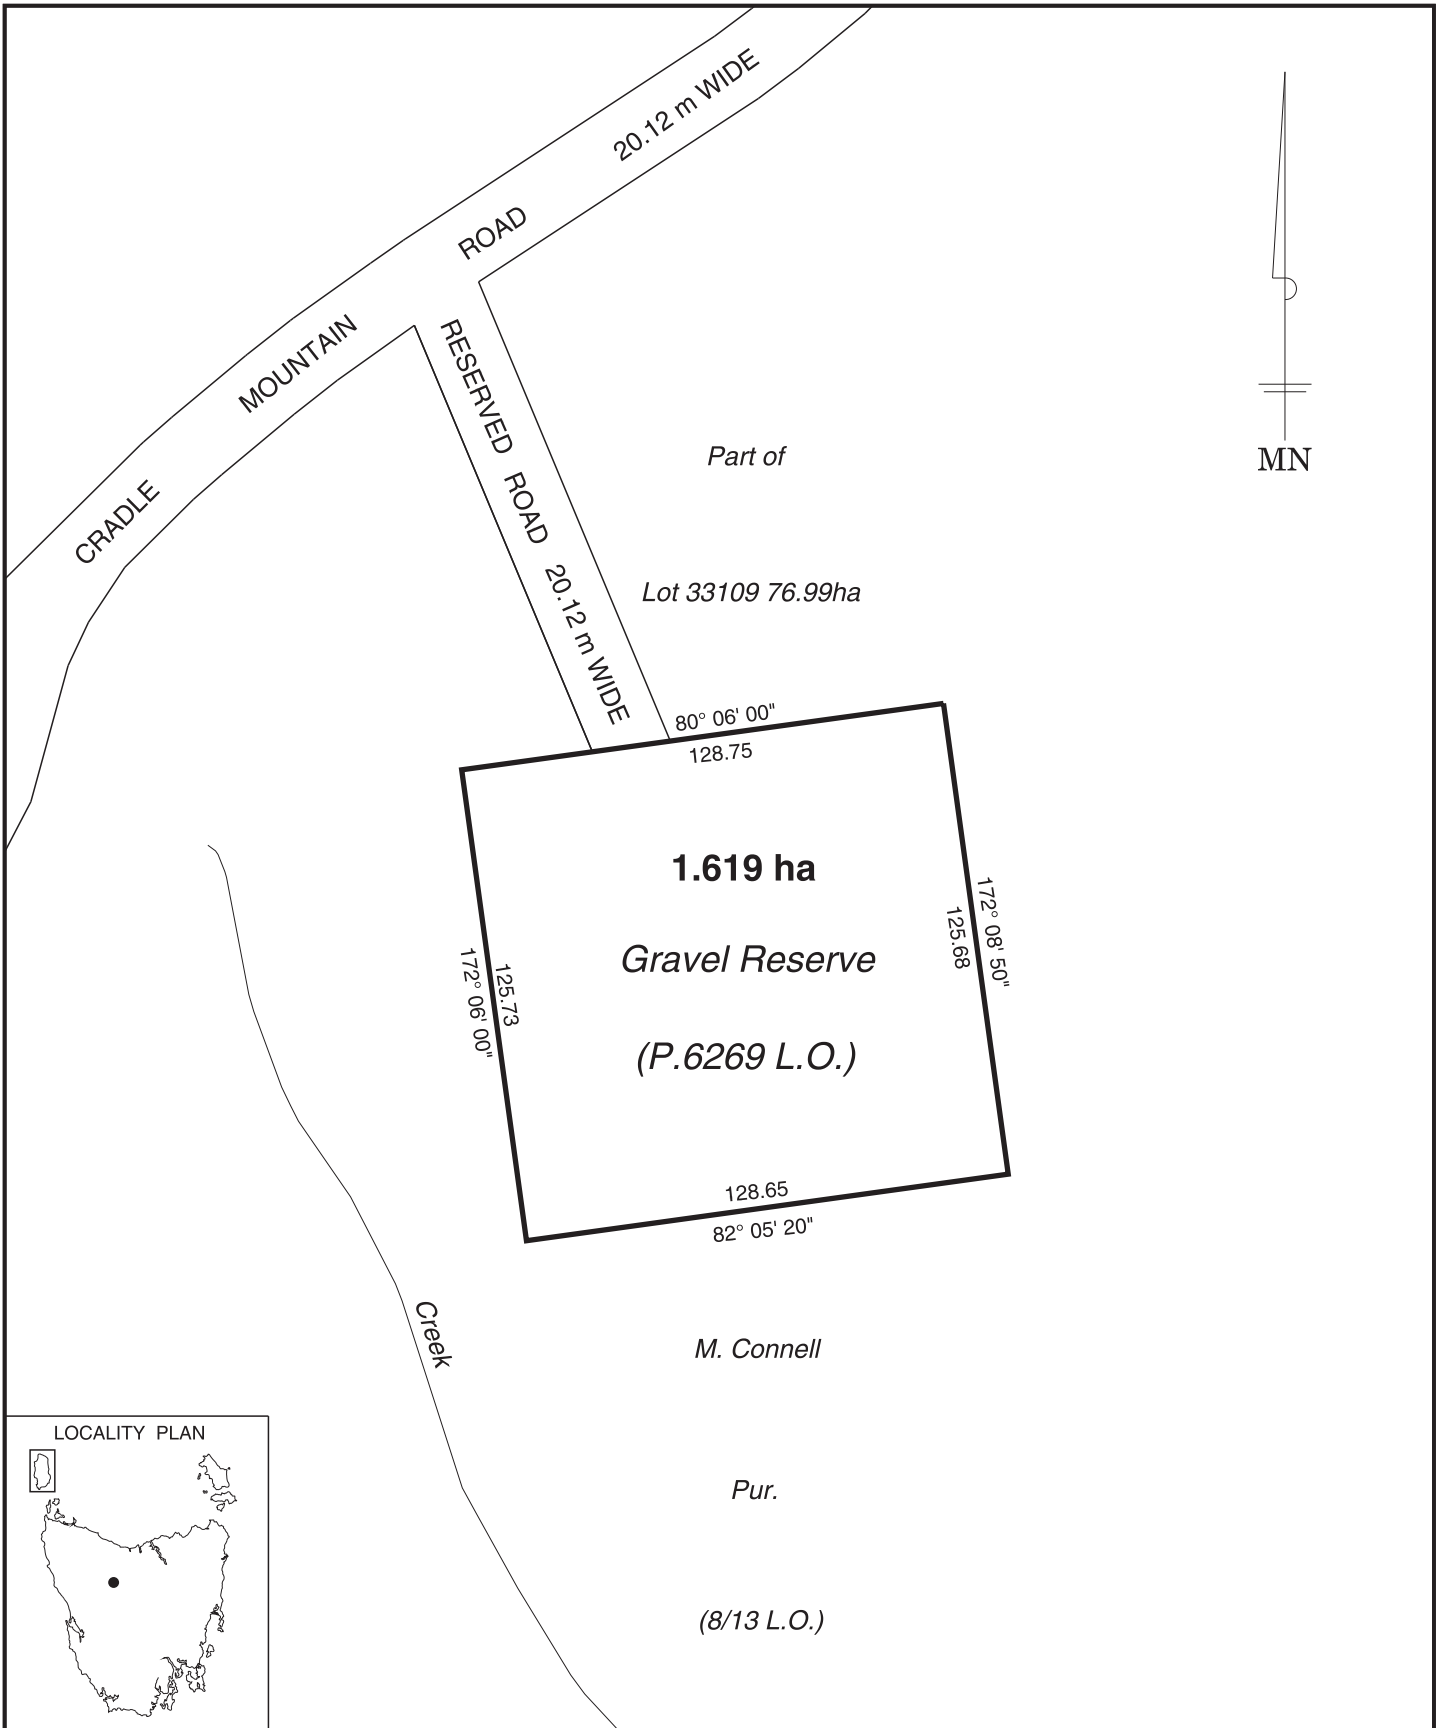 20.12 m WIDE
ROAD
MOUNTAIN
CRADLE
RESERVED ROAD 20.12 m WIDE
MN
Part of
Lot 33109 76.99ha
80° 06' 00"
128.75
1.619 ha
Gravel Reserve
(P.6269 L.O.)
172° 08' 50"
125.68
125.73
172° 06' 00"
128.65
82° 05' 20"
Creek
M. Connell
Pur.
(8/13 L.O.)
LOCALITY PLAN